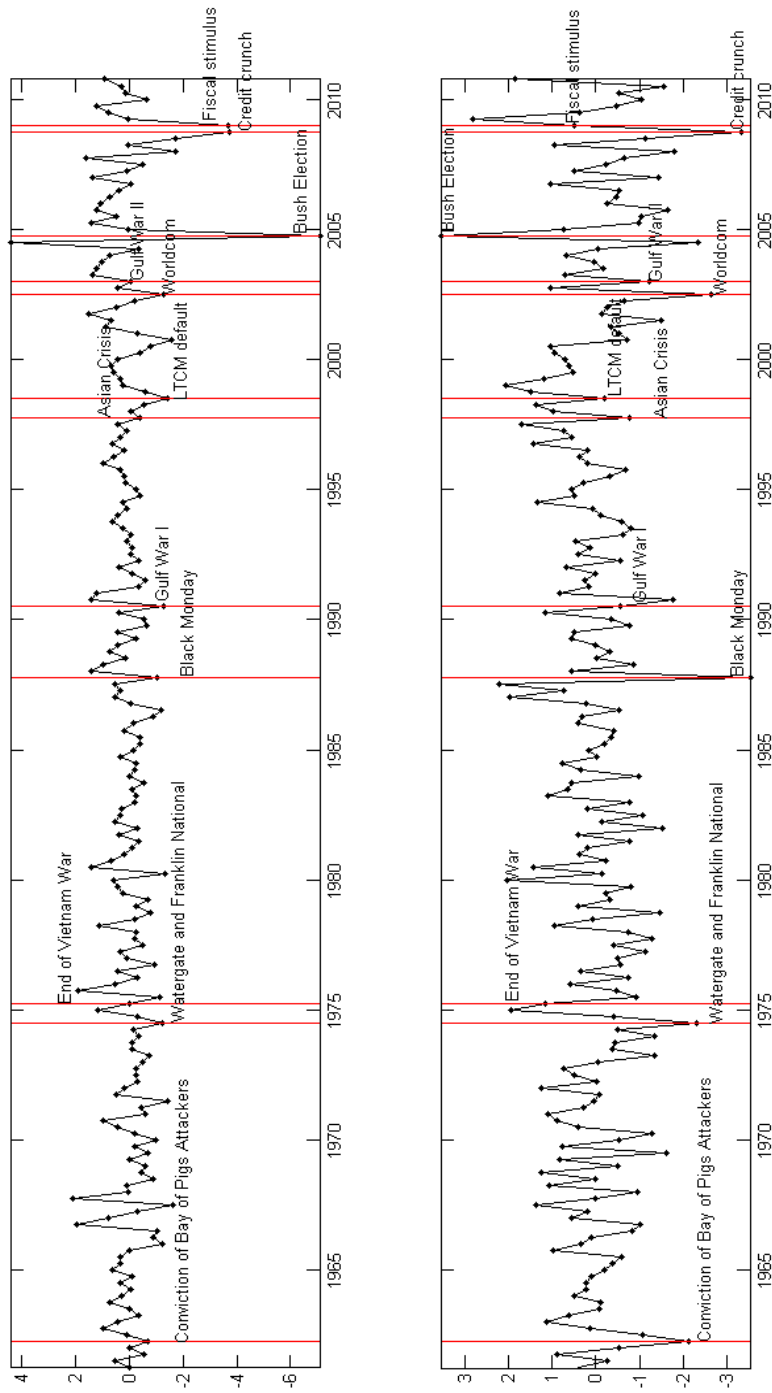 4
2
End of Vietnam War
Asian Crisis
Gulf War II
0
Gulf War I
Worldcom
Watergate and Franklin National
LTCM default
Conviction of Bay of Pigs Attackers
-2
Black Monday
Fiscal stimulus
-4
Credit crunch
Bush Election
-6
1965 1970 1975 1980 1985 1990 1995 2000 2005 2010
Bush Election
3
2
End of Vietnam War
1
Fiscal stimulus
0
LTCM default
Gulf War I
-1
Gulf War II
Asian Crisis
Worldcom
-2
Conviction of Bay of Pigs Attackers
Watergate and Franklin National
-3
Credit crunch
Black Monday
1965 1970 1975 1980 1985 1990 1995 2000 2005 2010